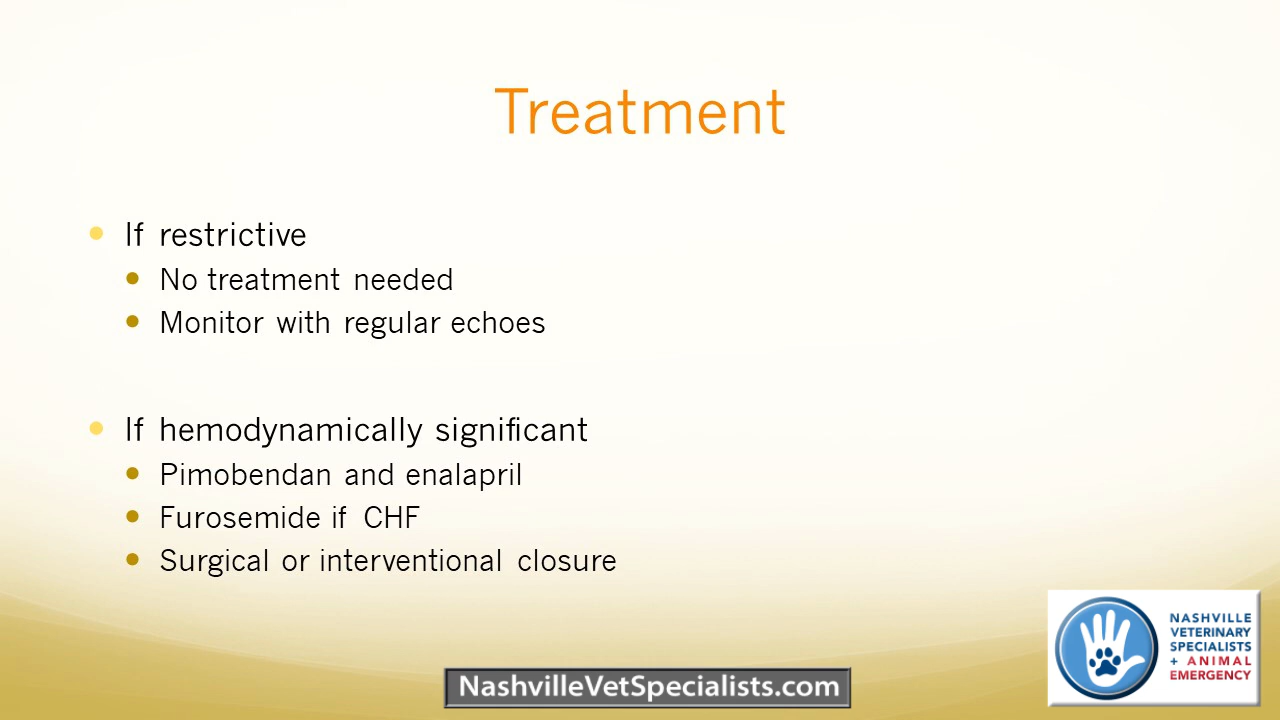 Treatment
If restrictive
No treatment needed
Monitor with regular echoes
If hemodynamically significant
Pimobendan and enalapril
Furosemide if CHF
Surgical or interventional closure
NASHVILLE
VETERINARY
SPECIALISTS
+ ANIMAL
EMERGENCY
NashvilleVetSpecialists.com